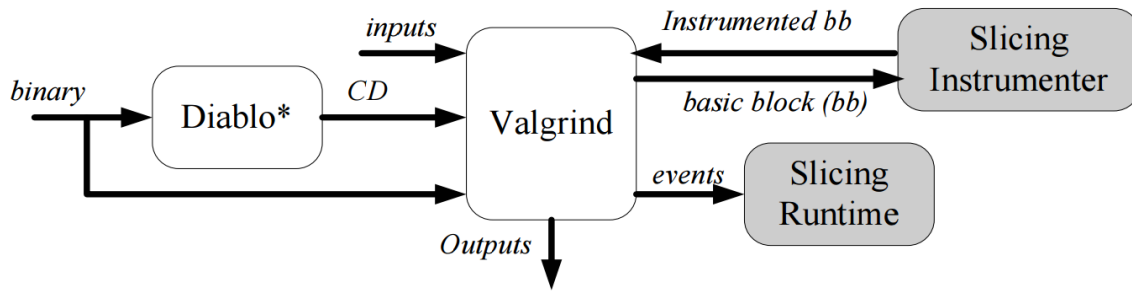 inputs
Instrumented bb
Slicing
Instrumenter
binary
Diablo*
CD
Valgrind
basic block (bb)
events
Slicing
Runtime
Outputs